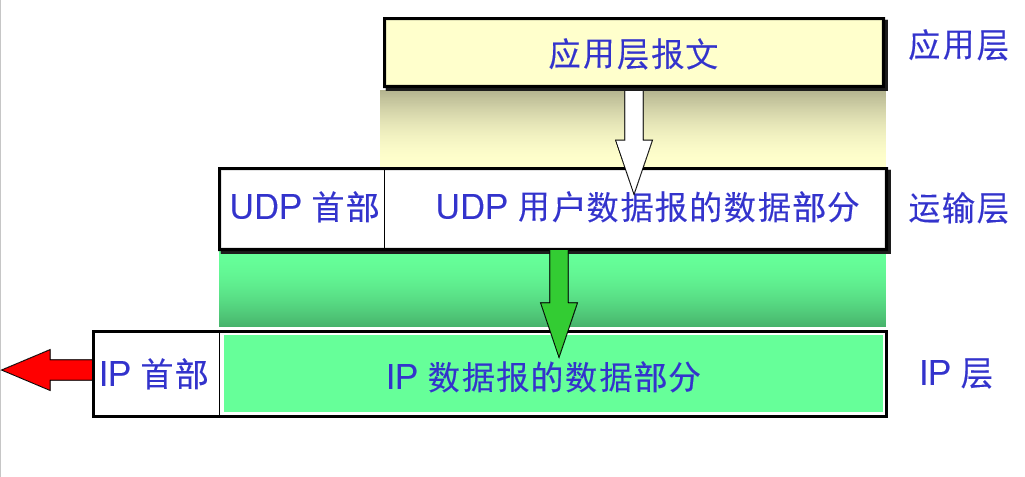 应用层报文
应用层
UDP 首部
UDP 用户数据报的数据部分
运输层
IP 首部
IP 数据报的数据部分
IP 层